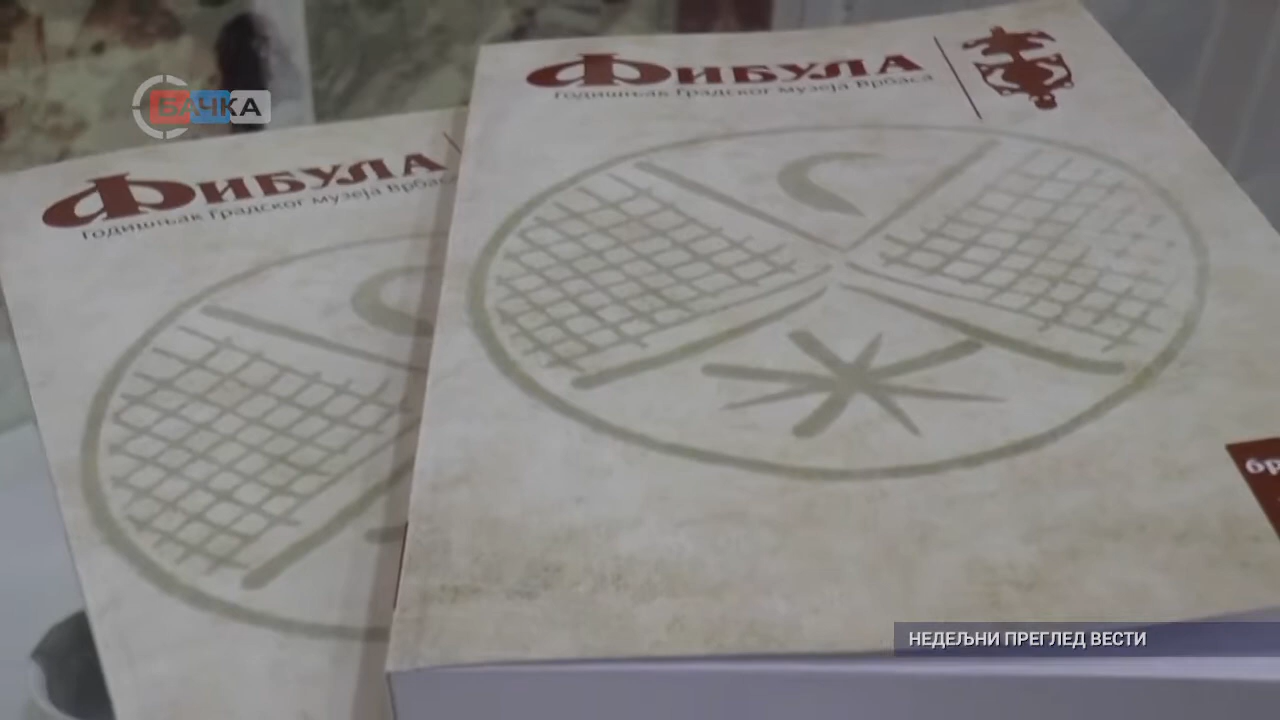 БАЧКА
ФИБУЛА
годишњак Градског музеја Врбаса
ФИБУЛА
годишњак Градског музеја Врбаса
НЕДЕЉНИ ПРЕГЛЕД ВЕСТИ